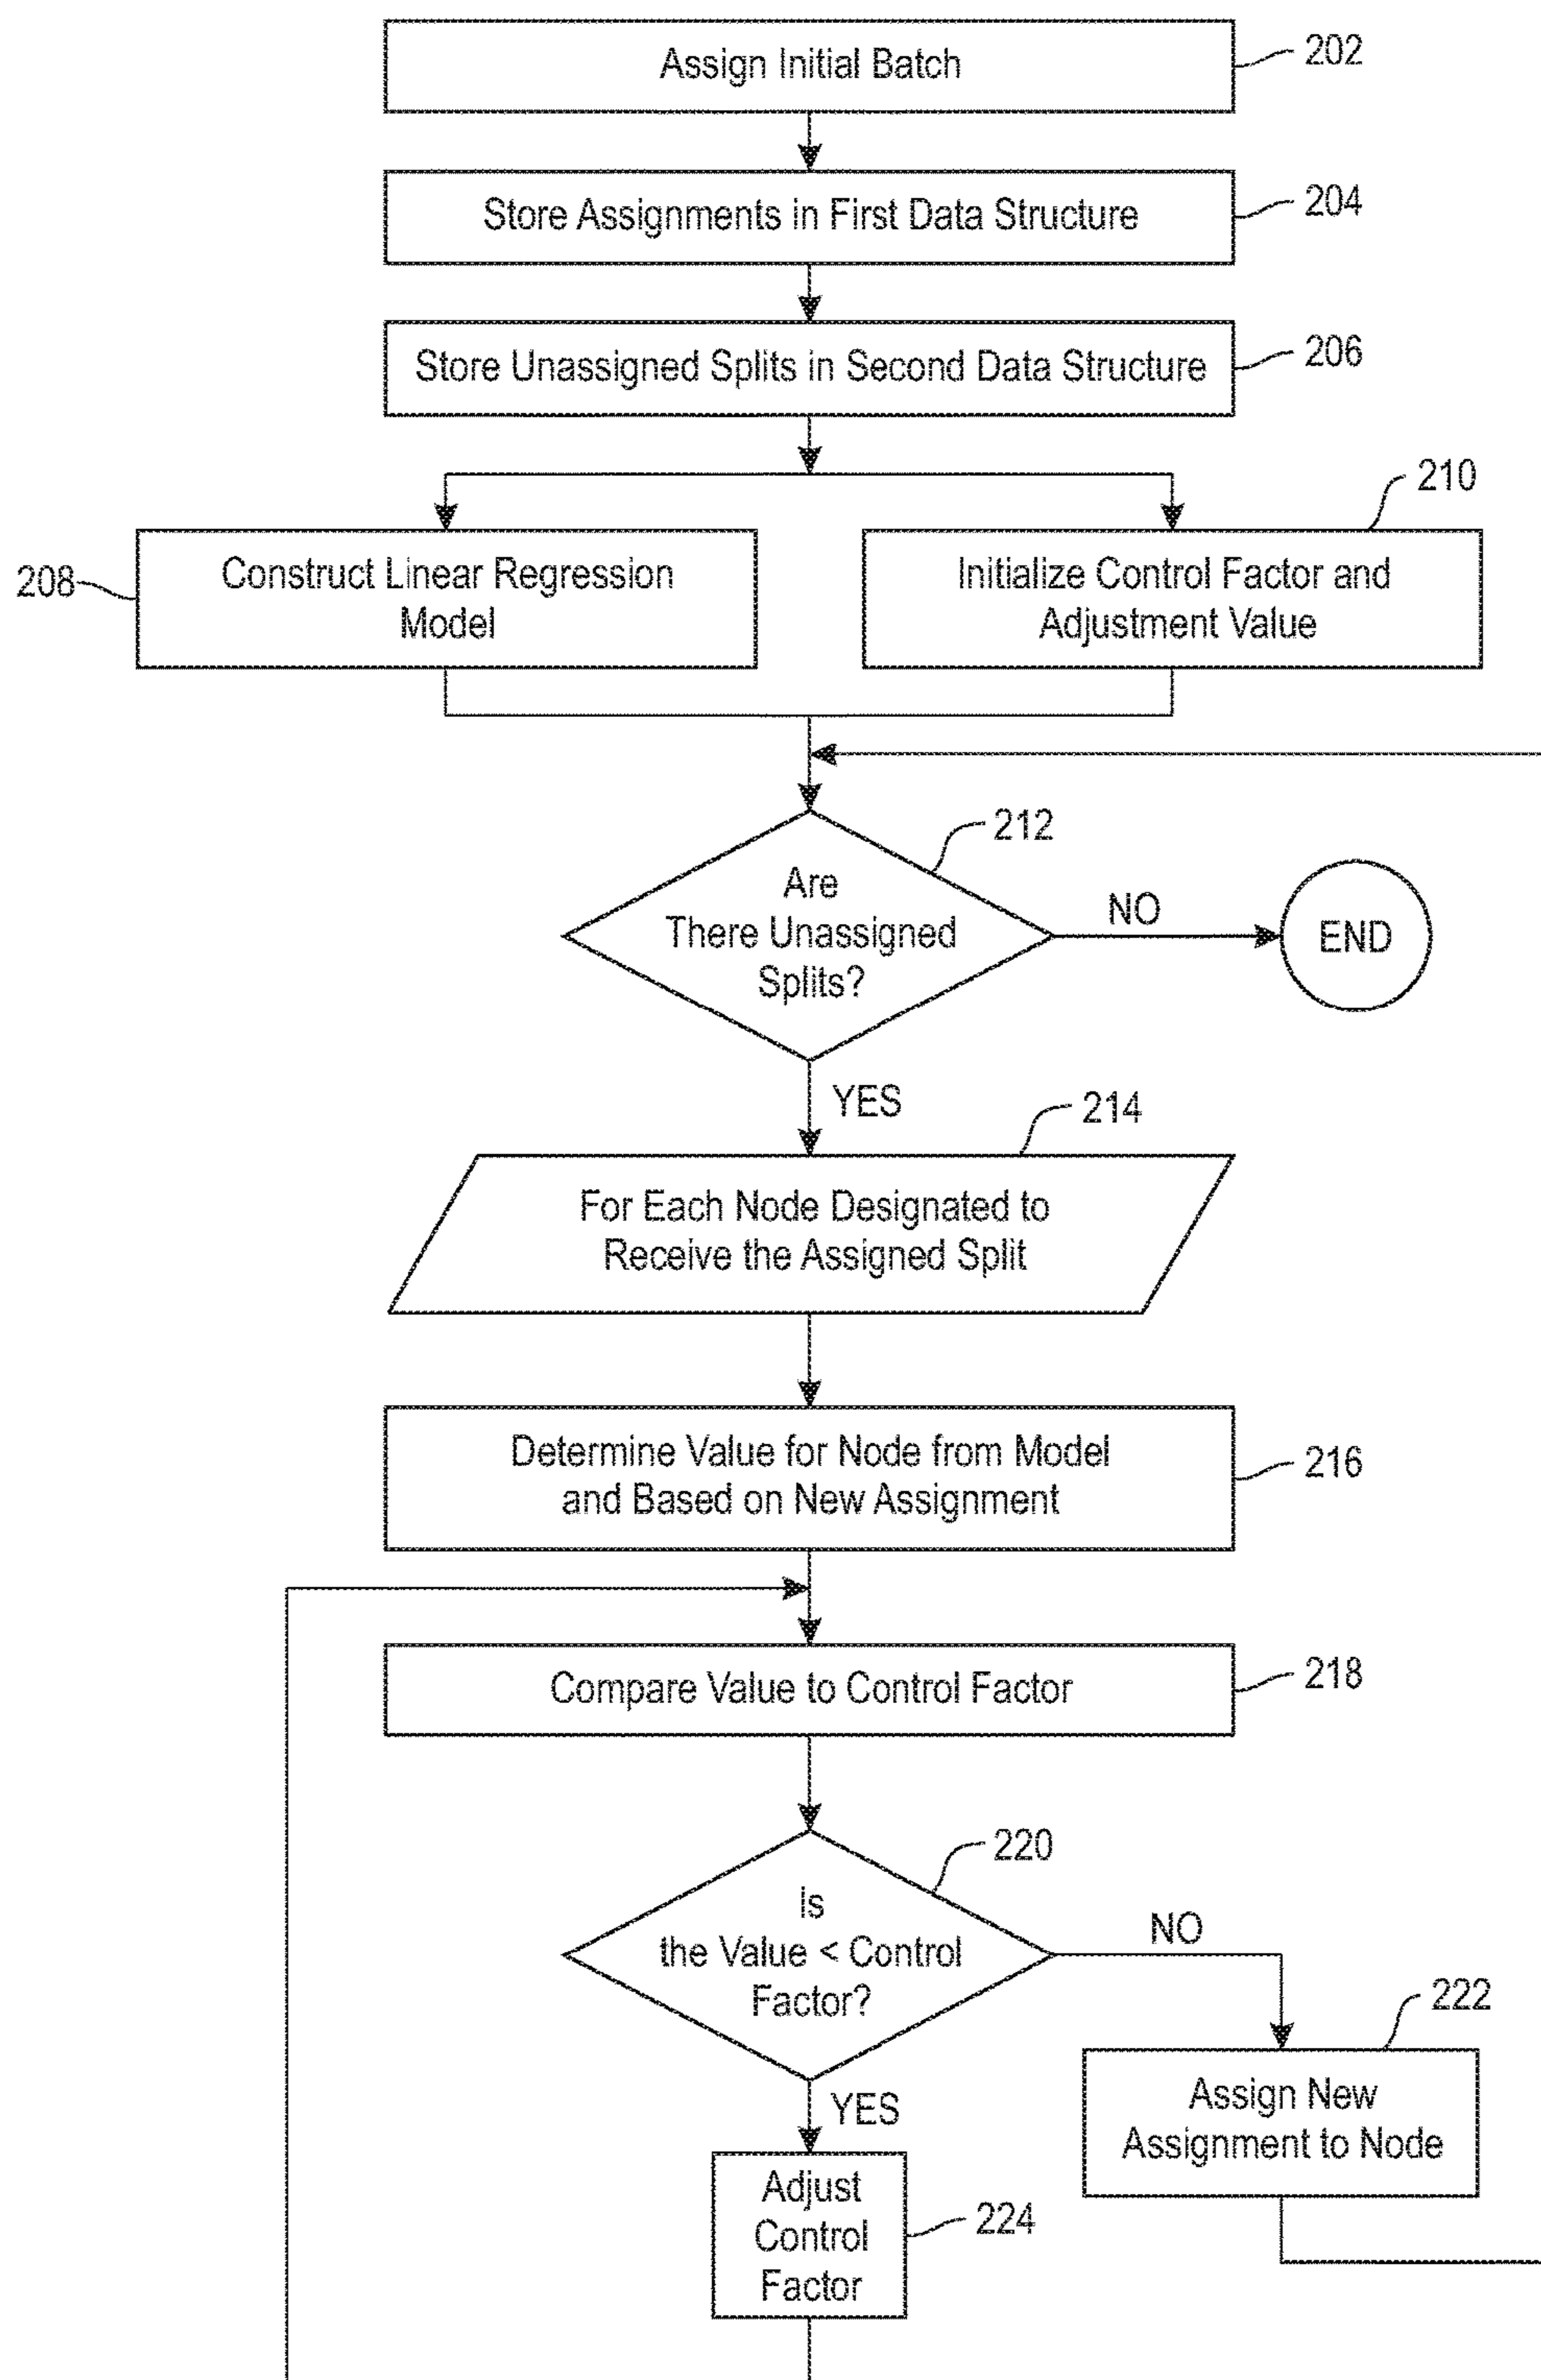 Assign Initial Batch
202
Store Assignments in First Data Structure
204
Store Unassigned Splits in Second Data Structure
206
210
208
Construct Linear Regression
Model
Initialize Control Factor and
Adjustment Value
212
Are
There Unassigned
Splits?
NO
END
YES
214
For Each Node Designated to
Receive the Assigned Split
Determine Value for Node from Model
and Based on New Assignment
216
Compare Value to Control Factor
218
220
is
the Value < Control
Factor?
NO
222
YES
Assign New
Assignment to Node
Adjust
Control
Factor
224